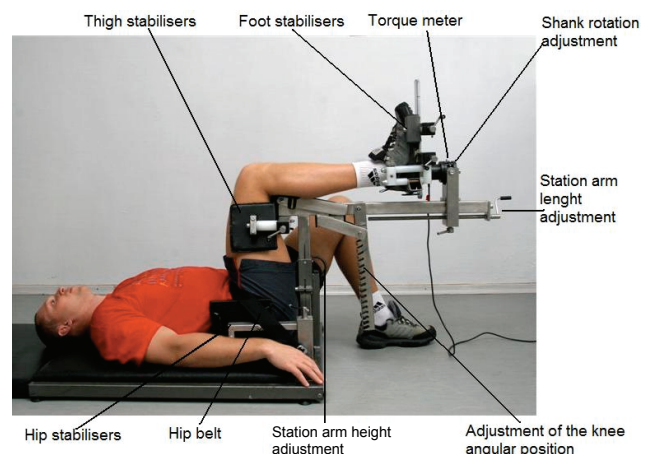 Thigh stabilisers
Foot stabilisers
Torque meter
Shank rotation
adjustment
Station arm
lenght
adjustment
Hip stabilisers
Hip belt
Station arm height
adjustment
Adjustment of the knee
angular position